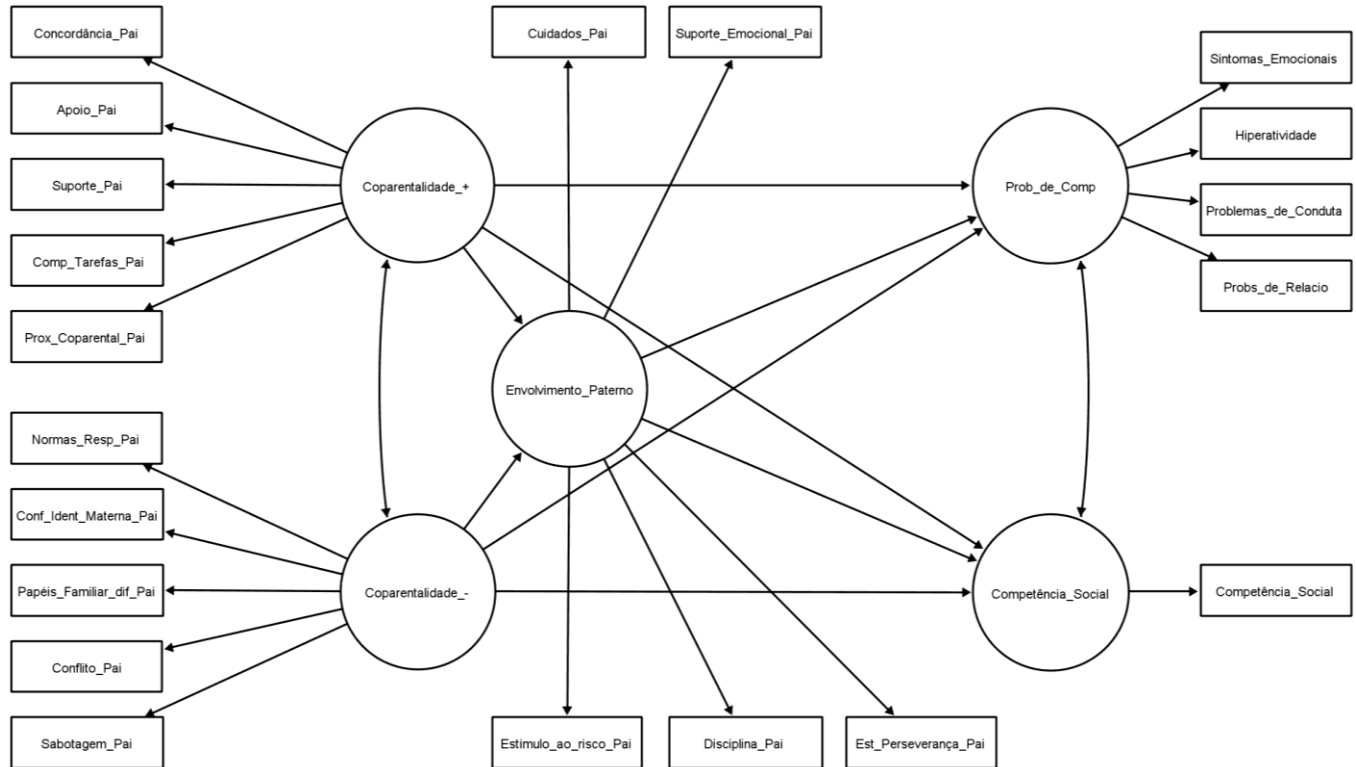 Concordância_Pai
Apoio_Pai
Suporte_Pai
Comp_Tarefas_Pai
Prox_Coparental_Pai
Normas_Resp_Pai
Conf_Ident_Materna_Pai
Papéis_Familiar_dif_Pai
Conflito_Pai
Sabotagem_Pai
Coparentalidade_+
Coparentalidade_-
Cuidados_Pai
Suporte_Emocional_Pai
Envolvimento_Paterno
Estimulo_ao_risco_Pai
Disciplina_Pai
Est_Perseverança_Pai
Prob_de_Comp
Competência_Social
Sintomas_Emocionais
Hiperatividade
Problemas_de_Conduta
Probs_de_Relacio
Competência_Social